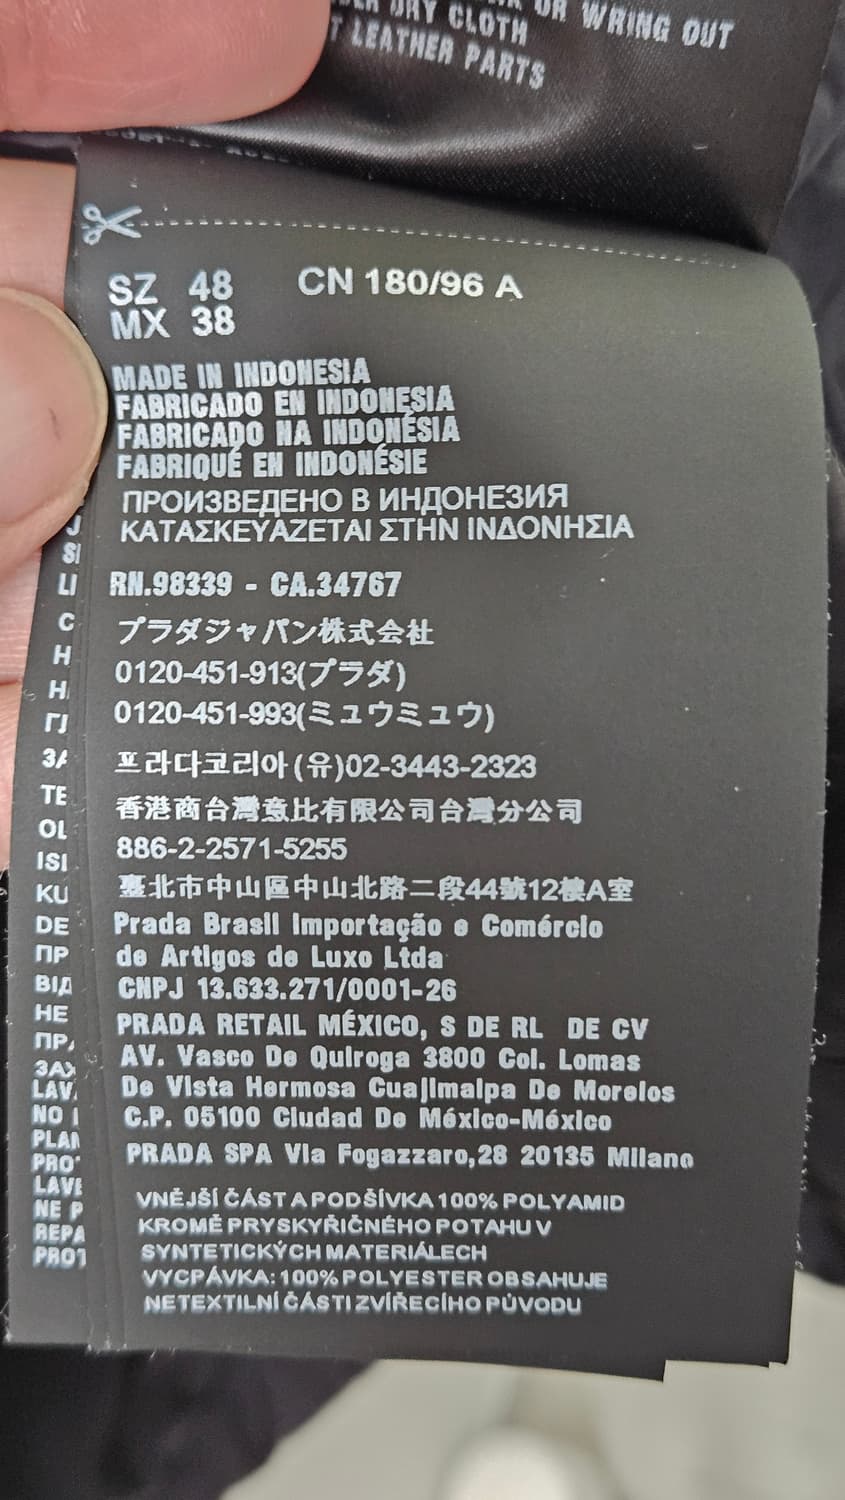 DRY CLOTH
OR WRING OUT
LEATHER PARTS
SZ 48 CN 180/96 A
MX 38
MADE IN INDONESIA
FABRICADO EN INDONESIA
FABRICADO NA INDONÉSIA
FABRIQUÉ EN INDONÉSIE
ПРОИЗВЕДЕНО В ИНДОНЕЗИЯ
ΚΑΤΑΣΚΕΥΑΖΕΤΑΙ ΣΤΗΝ ΙΝΔΟΝΗΣΙΑ
RN.98339 - CA.34767
プラダジャパン株式会社
0120-451-913(プラダ)
0120-451-993(ミュウミュウ)
프라다코리아(유)02-3443-2323
香港商台灣意比有限公司台灣分公司
886-2-2571-5255
臺北市中山區中山北路二段44號12樓A室
Prada Brasil Importação e Comércio
de Artigos de Luxo Ltda
CNPJ 13.633.271/0001-26
PRADA RETAIL MÉXICO, S DE RL DE CV
AV. Vasco De Quiroga 3800 Col. Lomas
De Vista Hermosa Cuajimalpa De Morelos
C.P. 05100 Ciudad De México-México
PRADA SPA Via Fogazzaro,28 20135 Milano
VNĚJŠÍ ČÁST A PODŠÍVKA 100% POLYAMID
KROMĚ PRYSKYŘIČNÉHO POTAHU V
SYNTETICKÝCH MATERIÁLECH
VYCPÁVKA: 100% POLYESTER OBSAHUJE
NETEXTILNÍ ČÁSTI ZVÍŘECÍHO PŮVODU